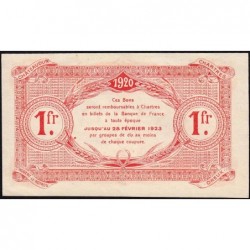 1920
Ces Bons
seront remboursables à Chartres
en billets de la Banque de France
à toute époque
JUSQU'AU 28 FÉVRIER 1923
par groupes de dix au moins
de chaque coupure.
1fr.
1fr.